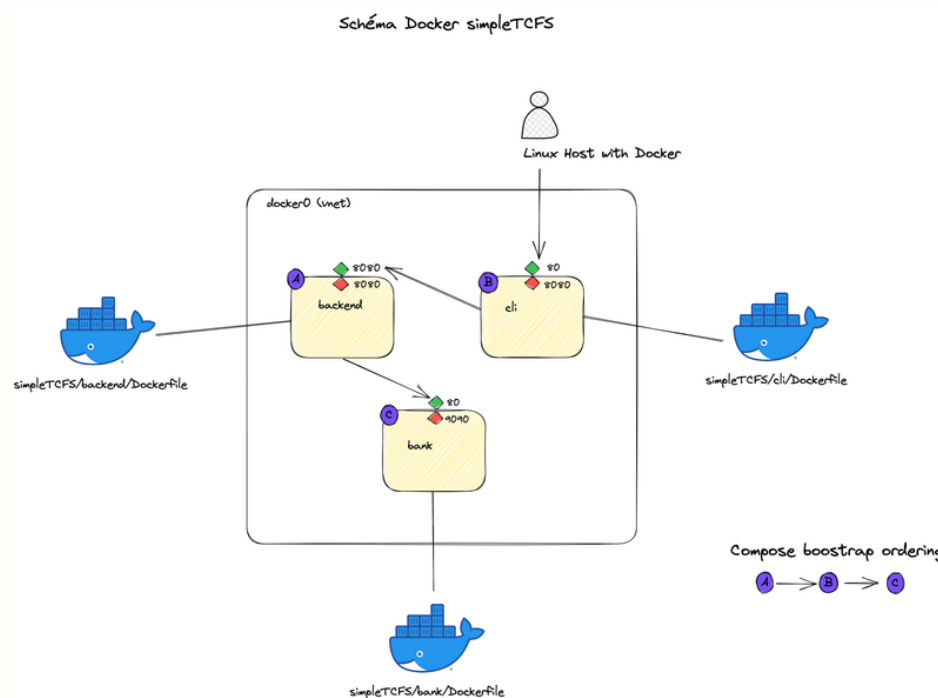 Schéma Docker simpleTCFS
Linux Host with Docker
docker0 (vnet)
A
8080
8080
backend
B
80
8080
cli
simpleTCFS/backend/Dockerfile
simpleTCFS/cli/Dockerfile
C
80
9090
bank
Compose boostrap ordering
A
B
C
simpleTCFS/bank/Dockerfile